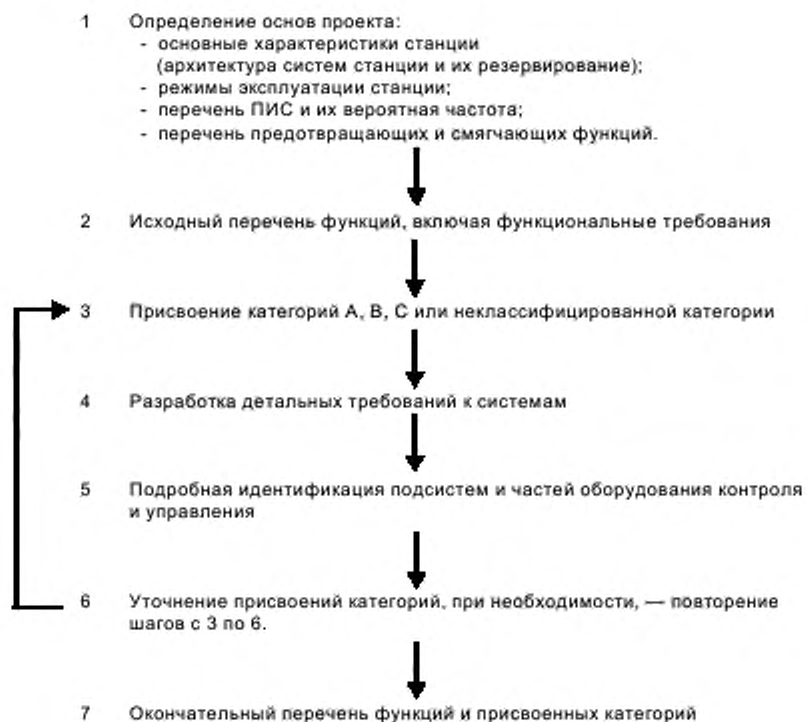 1 Определение основ проекта:
- основные характеристики станции
(архитектура систем станции и их резервирование);
- режимы эксплуатации станции;
- перечень ПИС и их вероятная частота;
- перечень предотвращающих и смягчающих функций.
2 Исходный перечень функций, включая функциональные требования
3 Присвоение категорий А, В, С или неклассифицированной категории
4 Разработка детальных требований к системам
5 Подробная идентификация подсистем и частей оборудования контроля
и управления
6 Уточнение присвоений категорий, при необходимости, — повторение
шагов с 3 по 6.
7 Окончательный перечень функций и присвоенных категорий